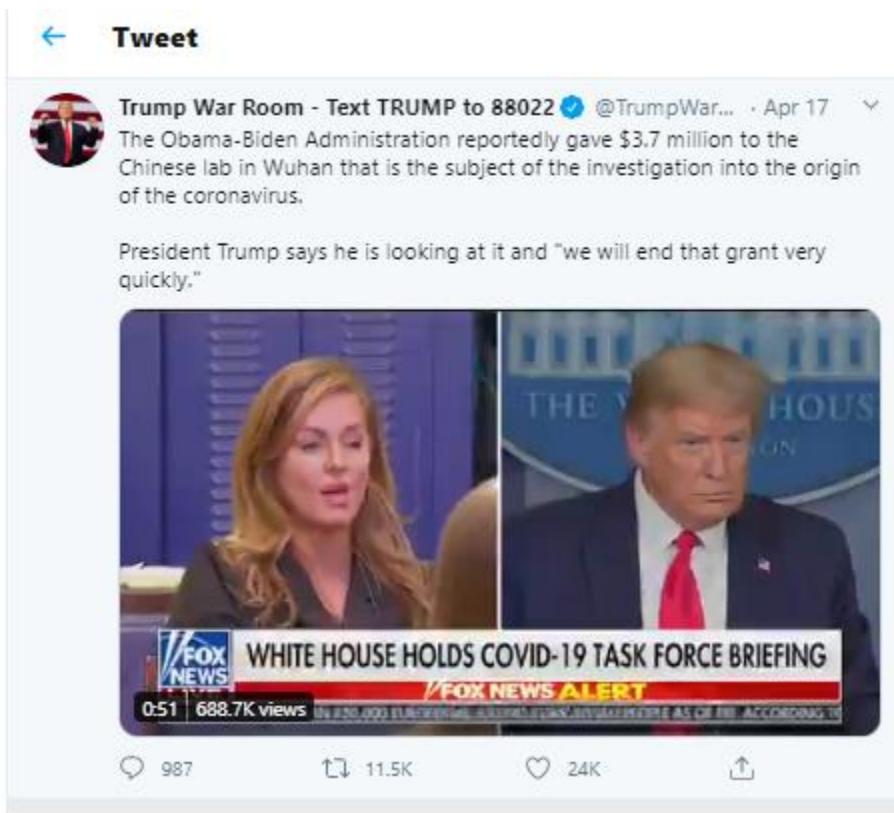 Tweet
Trump War Room - Text TRUMP to 88022 @TrumpWar... · Apr 17
The Obama-Biden Administration reportedly gave $3.7 million to the
Chinese lab in Wuhan that is the subject of the investigation into the origin
of the coronavirus.
President Trump says he is looking at it and "we will end that grant very
quickly."
THE HOUS
ON
FOX
NEWS
WHITE HOUSE HOLDS COVID-19 TASK FORCE BRIEFING
FOX NEWS ALERT
0:51 688.7K views
987 11.5K 24K